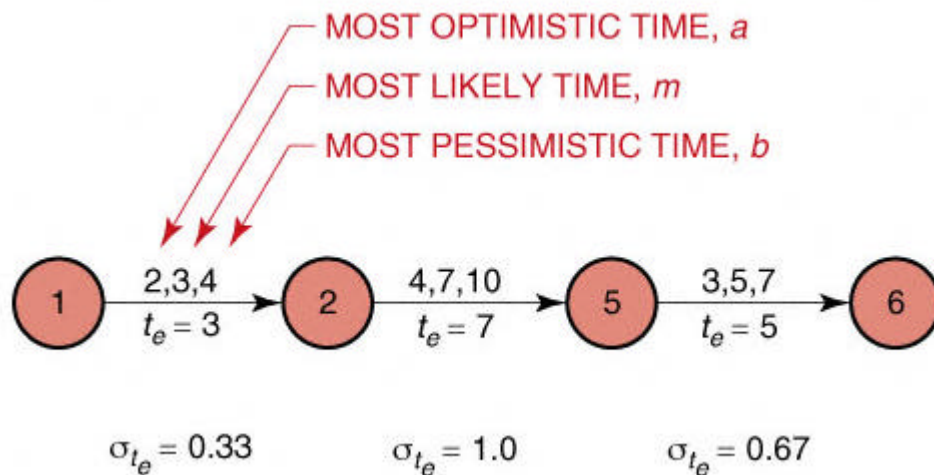 MOST OPTIMISTIC TIME, a
MOST LIKELY TIME, m
MOST PESSIMISTIC TIME, b
1 2,3,4 2 4,7,10 5 3,5,7 6
tₑ = 3 tₑ = 7 tₑ = 5
σtₑ = 0.33 σtₑ = 1.0 σtₑ = 0.67